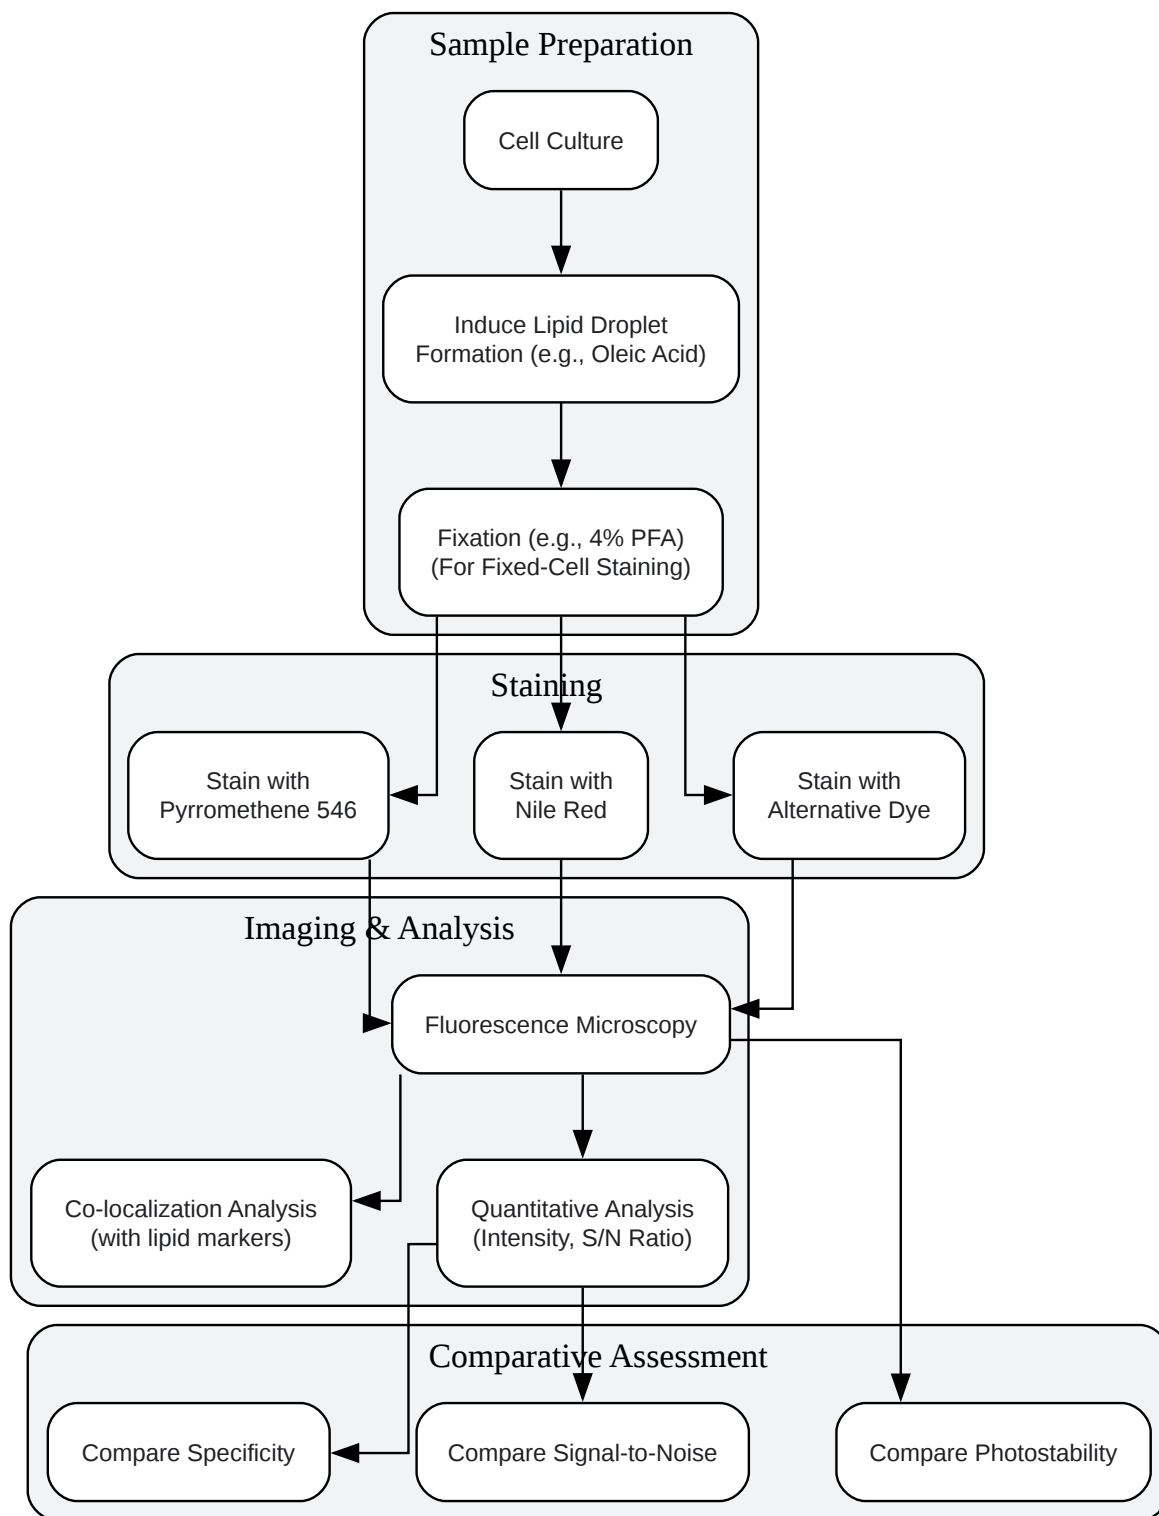 Sample Preparation
Cell Culture
Induce Lipid Droplet
Formation (e.g., Oleic Acid)
Fixation (e.g., 4% PFA)
(For Fixed-Cell Staining)
Staining
Stain with
Pyrromethene 546
Stain with
Nile Red
Stain with
Alternative Dye
Imaging & Analysis
Fluorescence Microscopy
Co-localization Analysis
(with lipid markers)
Quantitative Analysis
(Intensity, S/N Ratio)
Comparative Assessment
Compare Specificity
Compare Signal-to-Noise
Compare Photostability